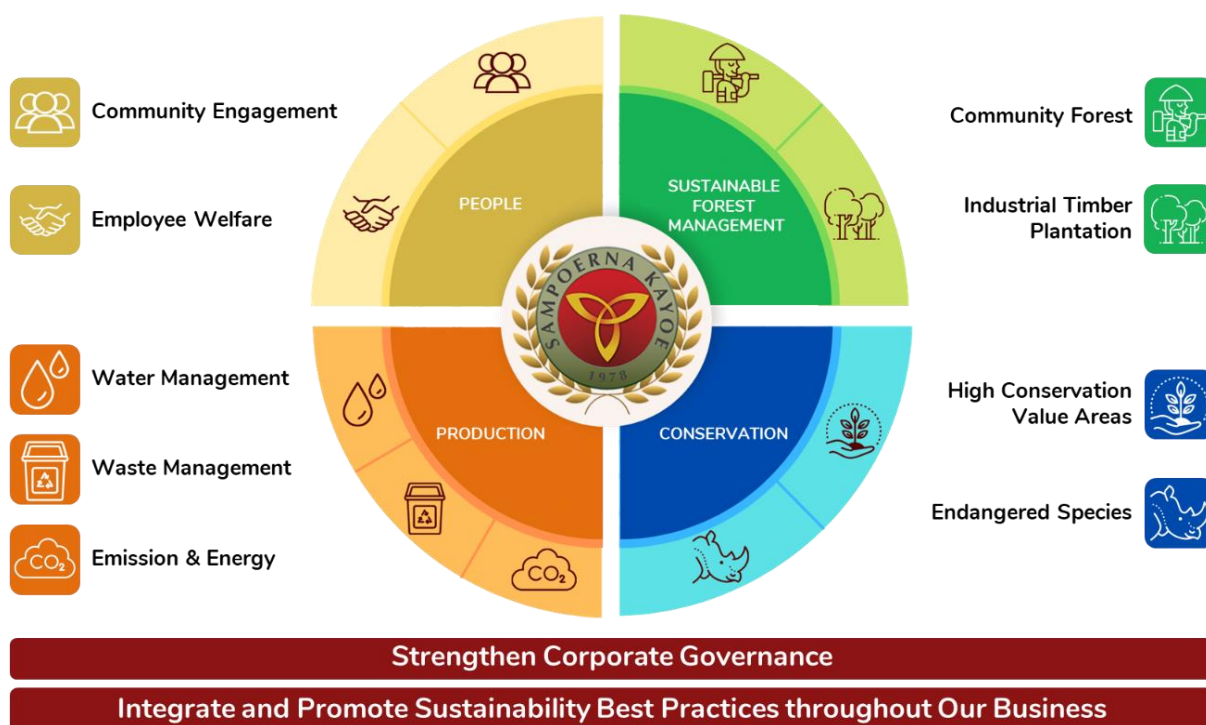 Community Engagement
Employee Welfare
Water Management
Waste Management
Emission & Energy
PEOPLE
SUSTAINABLE
FOREST
MANAGEMENT
PRODUCTION
CONSERVATION
SAMPOERNA KAYOE
1978
CO₂
CO₂
Community Forest
Industrial Timber
Plantation
High Conservation
Value Areas
Endangered Species
Strengthen Corporate Governance
Integrate and Promote Sustainability Best Practices throughout Our Business